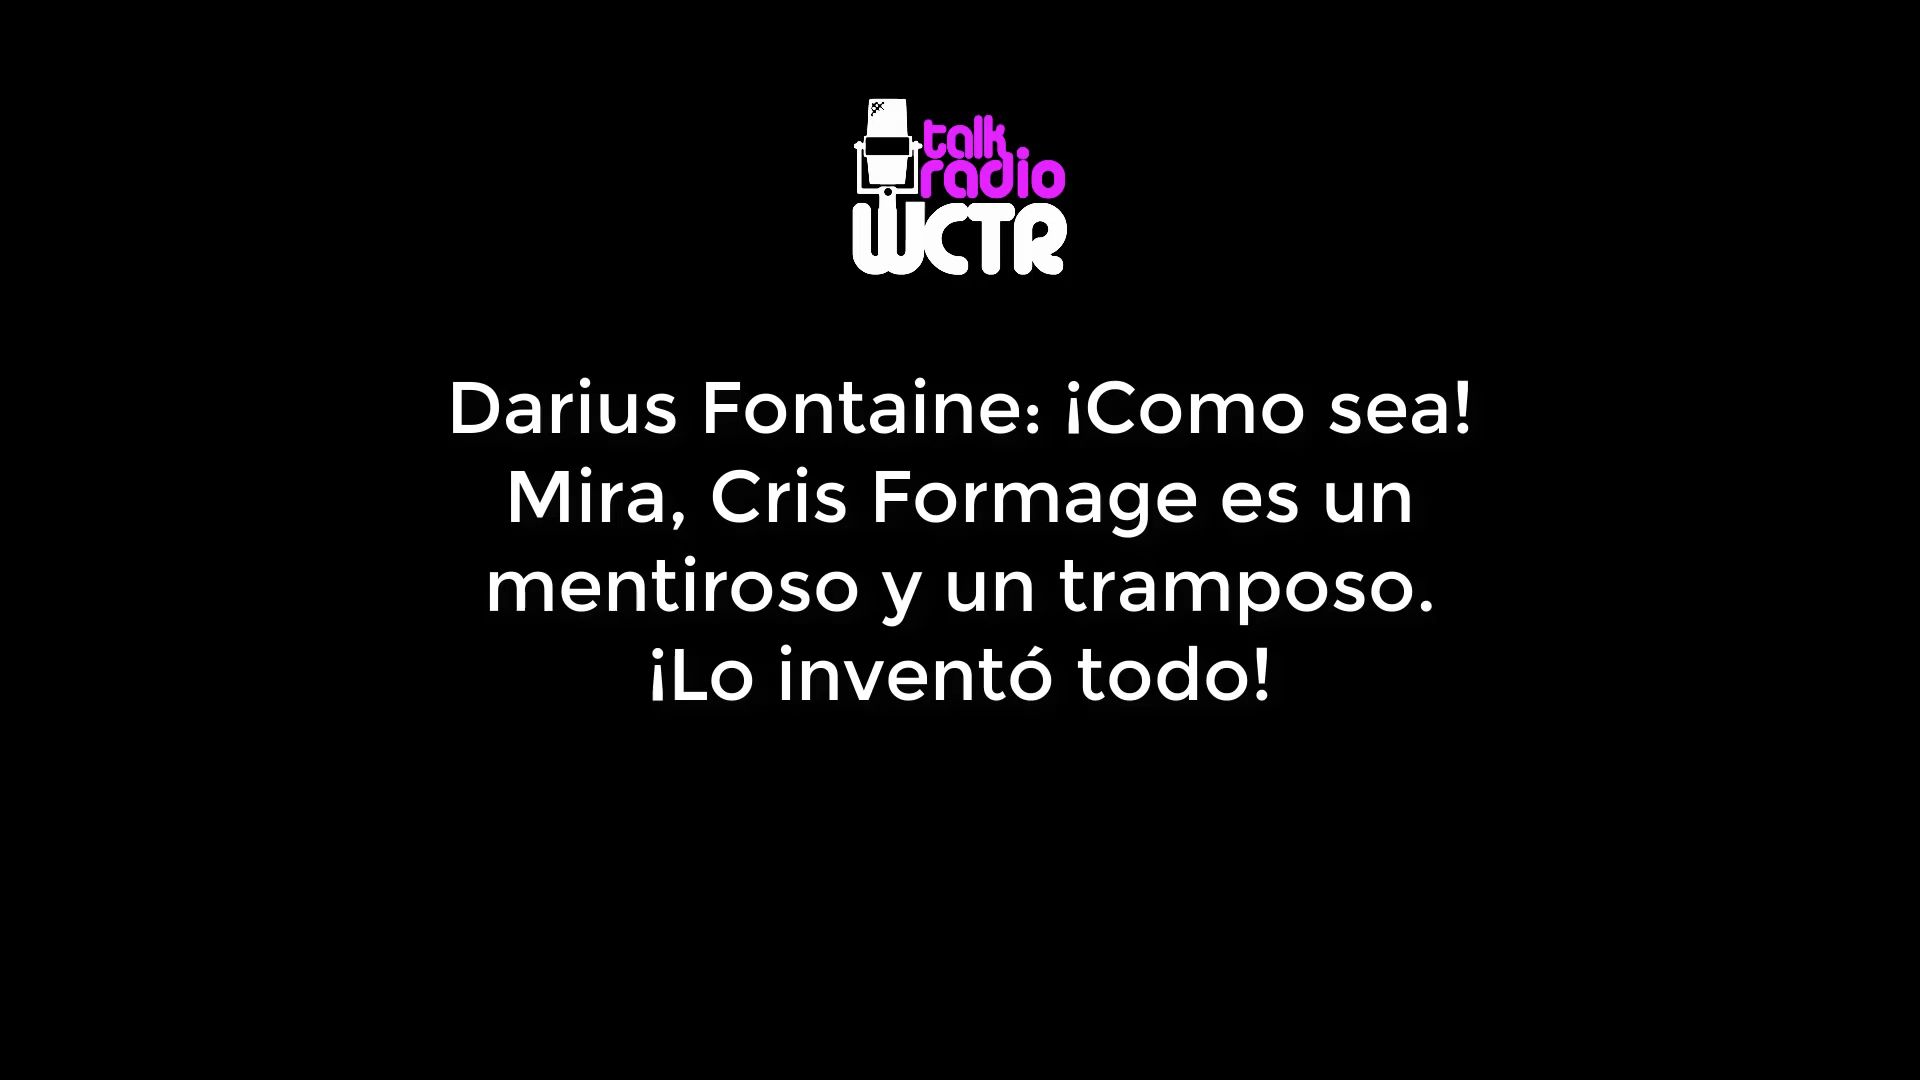 talk
radio
WCTR
Darius Fontaine: ¡Como sea!
Mira, Cris Formage es un
mentiroso y un tramposo.
¡Lo inventó todo!